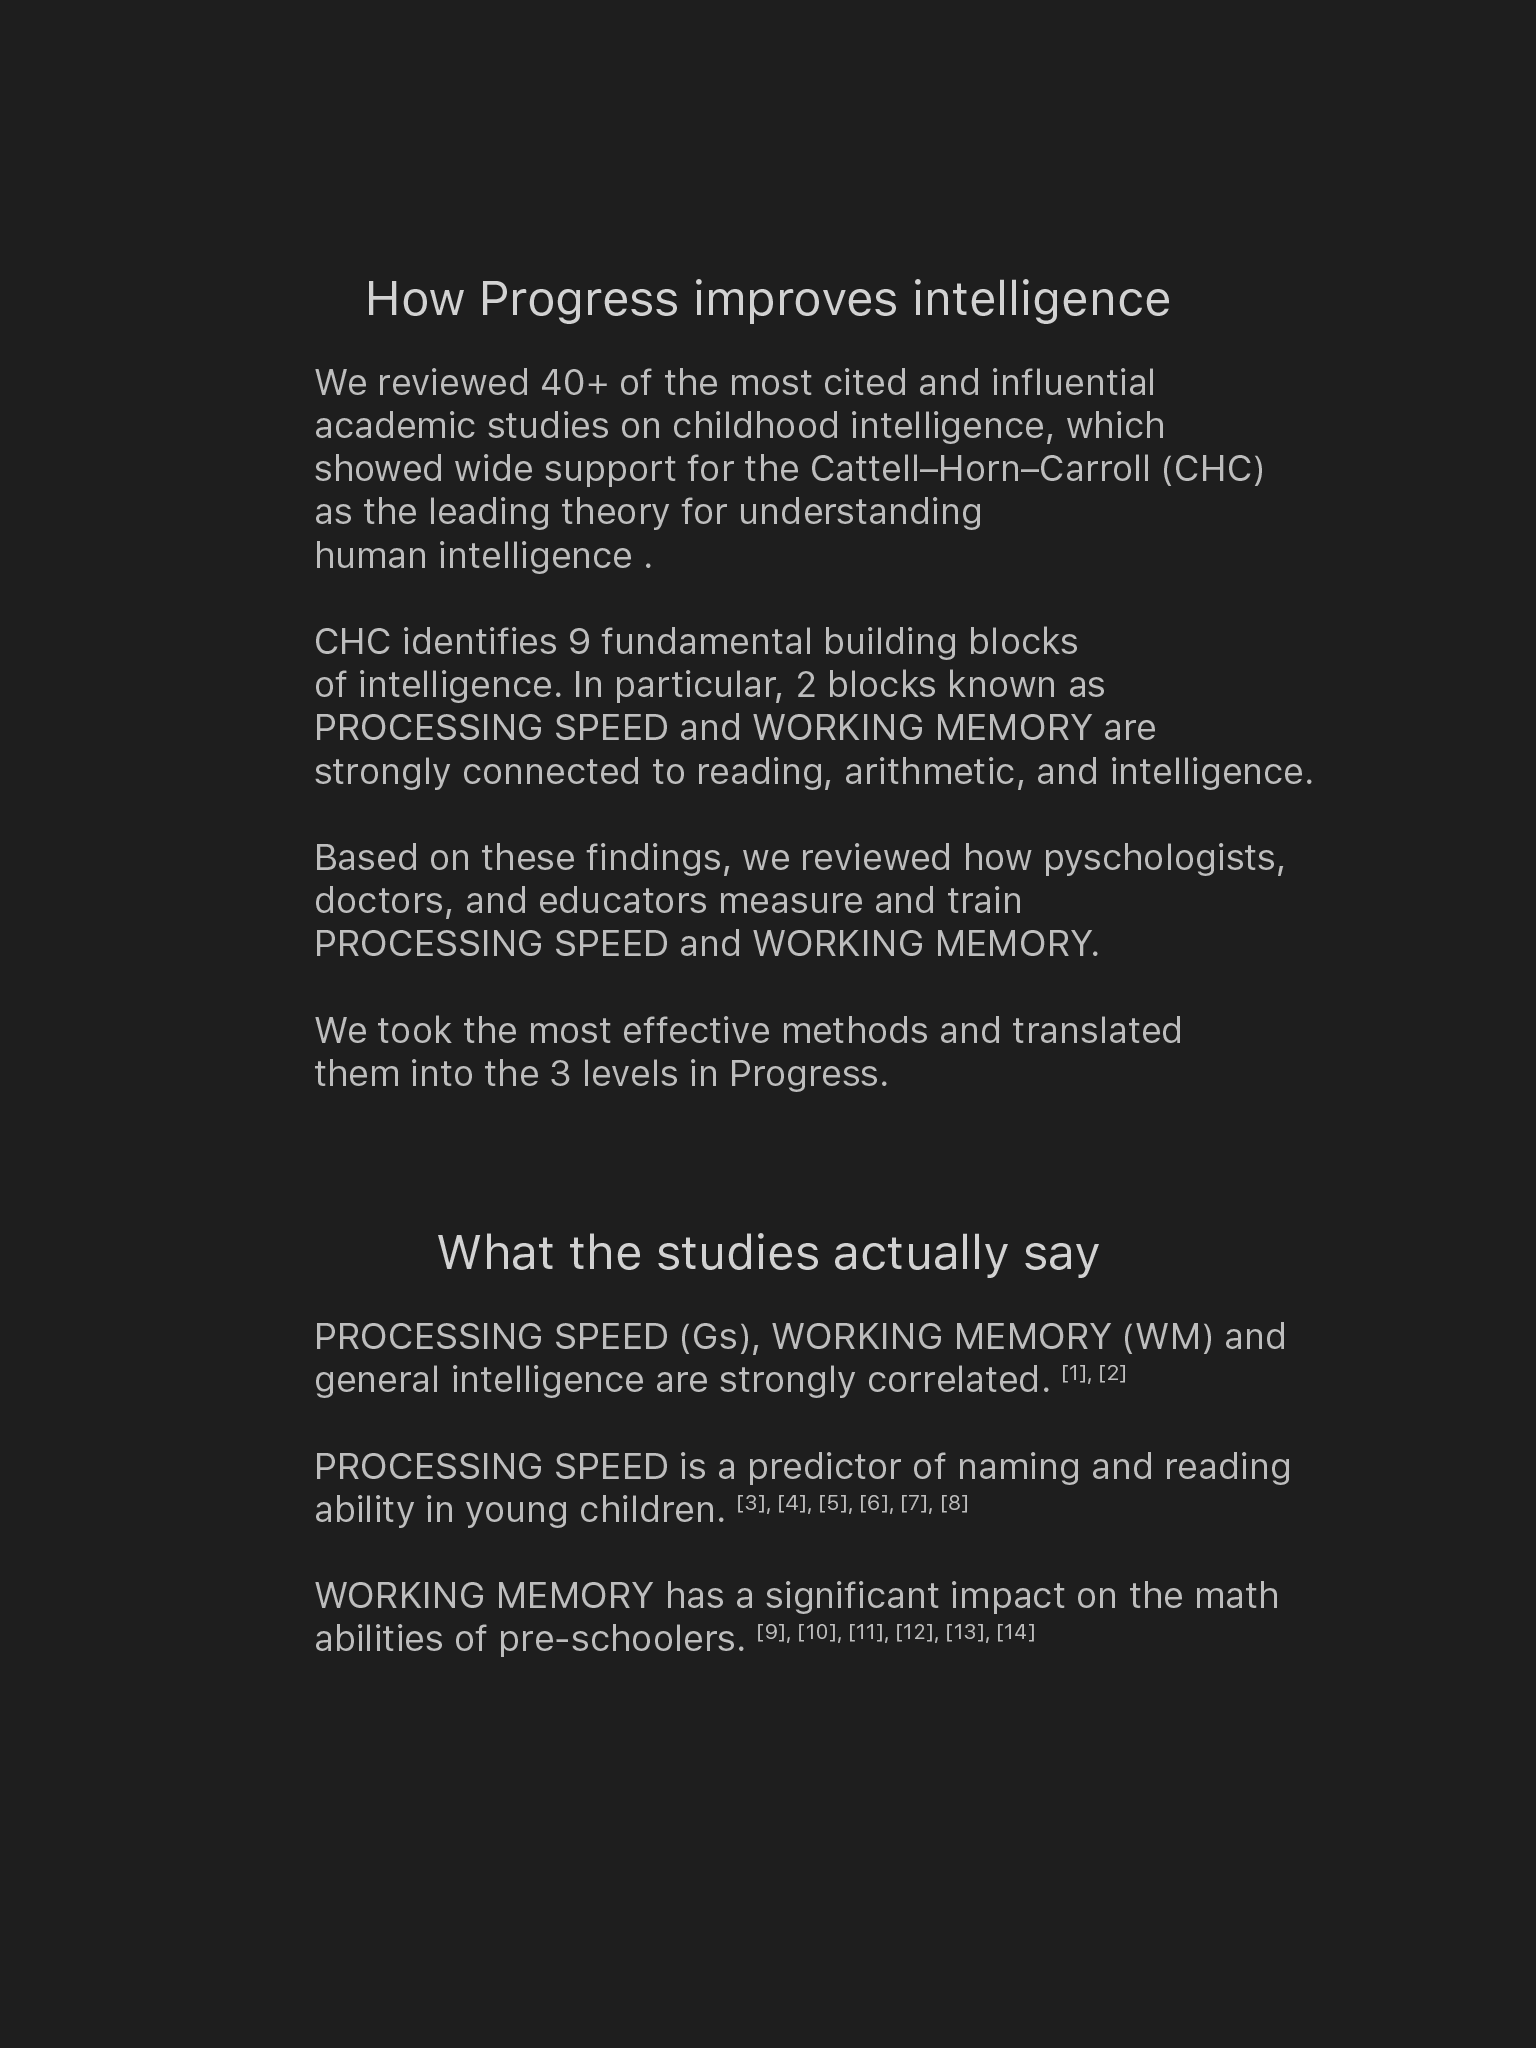 How Progress improves intelligence
We reviewed 40+ of the most cited and influential
academic studies on childhood intelligence, which
showed wide support for the Cattell–Horn–Carroll (CHC)
as the leading theory for understanding
human intelligence .
CHC identifies 9 fundamental building blocks
of intelligence. In particular, 2 blocks known as
PROCESSING SPEED and WORKING MEMORY are
strongly connected to reading, arithmetic, and intelligence.
Based on these findings, we reviewed how pyschologists,
doctors, and educators measure and train
PROCESSING SPEED and WORKING MEMORY.
We took the most effective methods and translated
them into the 3 levels in Progress.
What the studies actually say
PROCESSING SPEED (Gs), WORKING MEMORY (WM) and
general intelligence are strongly correlated. [1], [2]
PROCESSING SPEED is a predictor of naming and reading
ability in young children. [3], [4], [5], [6], [7], [8]
WORKING MEMORY has a significant impact on the math
abilities of pre-schoolers. [9], [10], [11], [12], [13], [14]